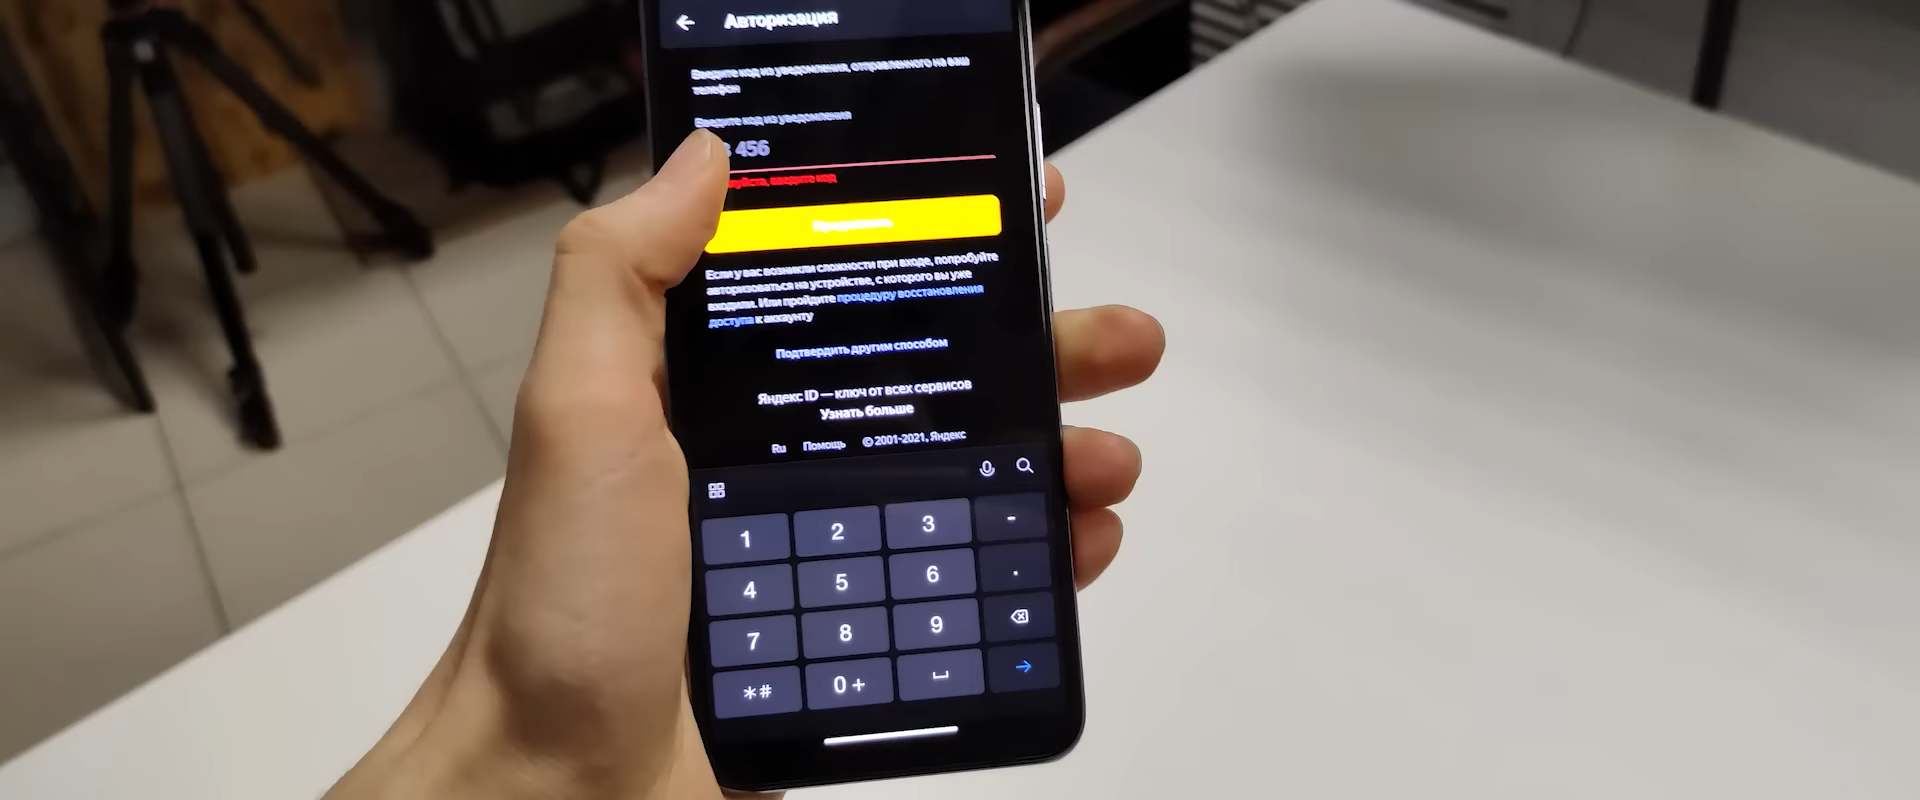 Авторизация
Введите код из уведомления, отправленного на ваш
телефон
Введите код из уведомления
456
введите код
Продолжить
Если у вас возникли сложности при входе, попробуйте
авторизоваться на устройстве, с которого вы уже
входили. Или пройдите процедуру восстановления
доступа к аккаунту
Подтвердить другим способом
Яндекс ID — ключ от всех сервисов
Узнать больше
Ru Помощь © 2001-2021, Яндекс
1 2 3 -
4 5 6 .
7 8 9
*# 0 +